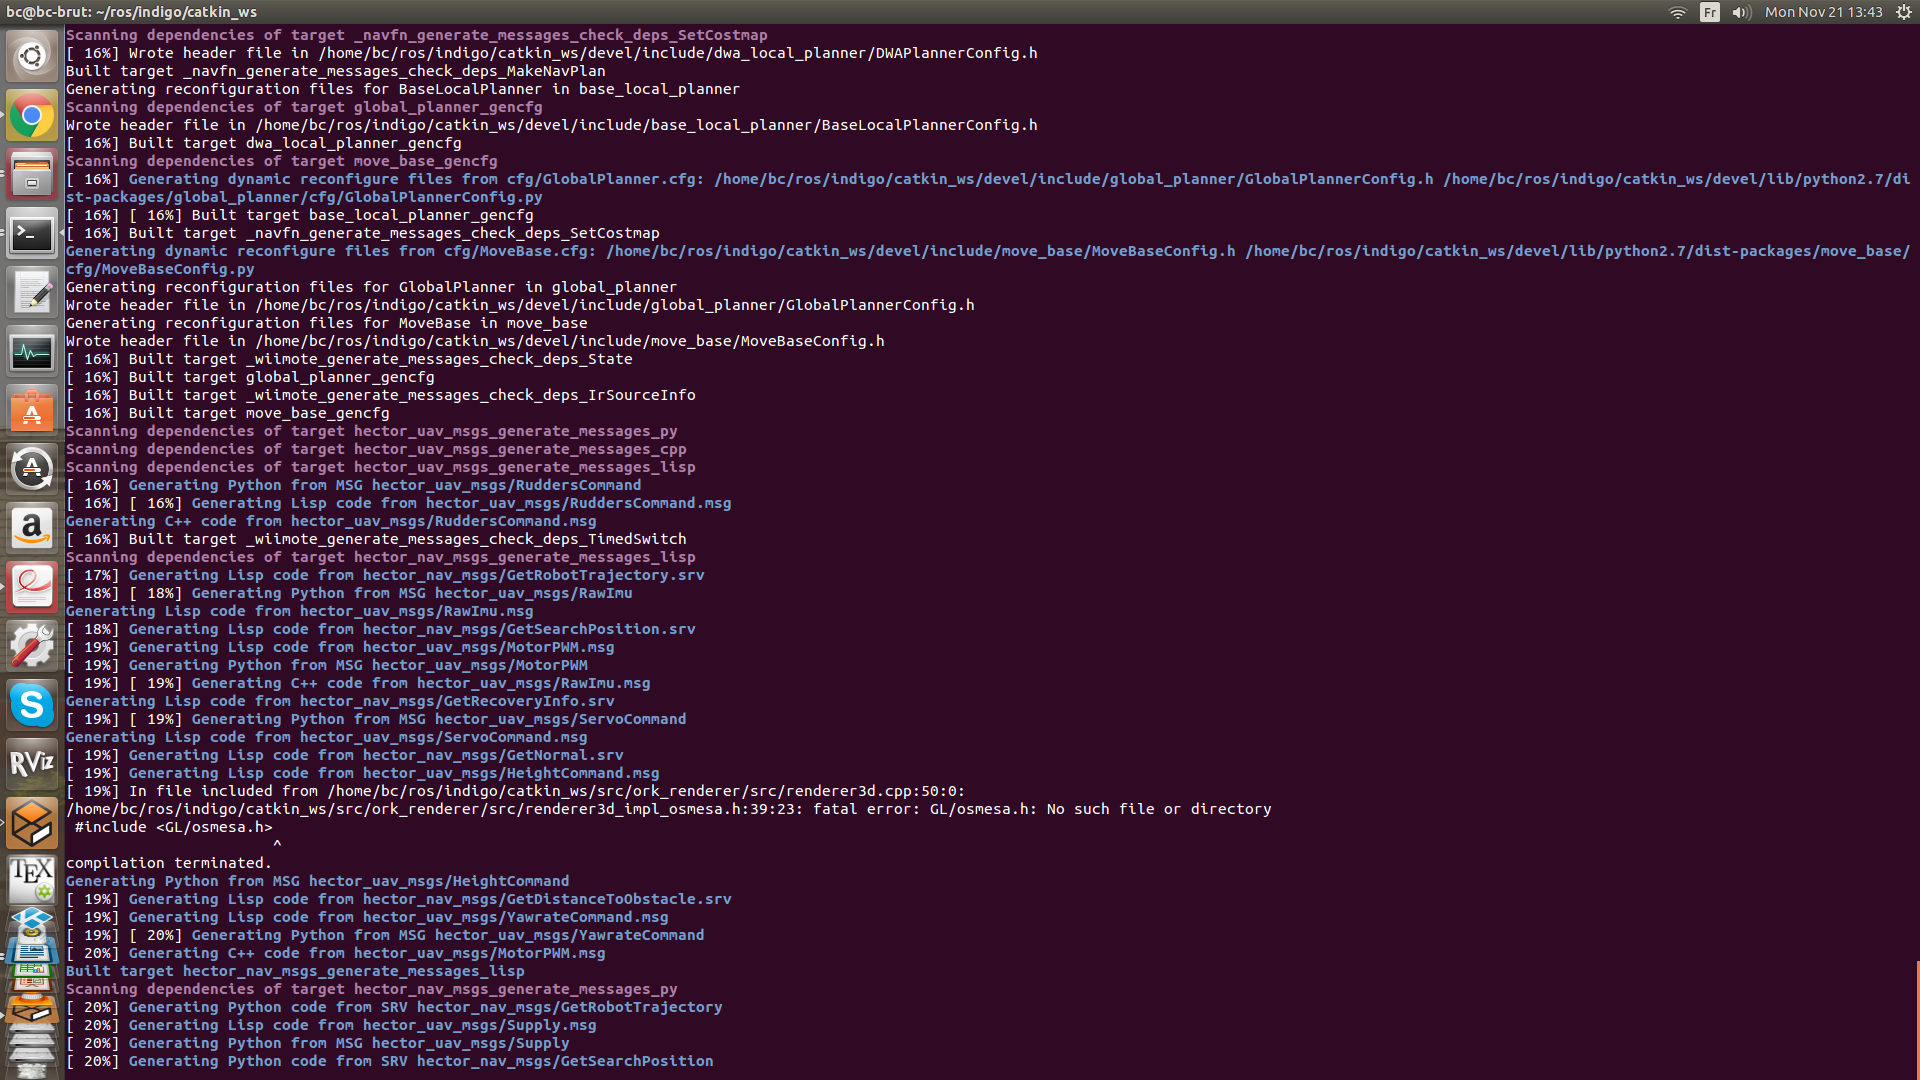 bc@bc-brut: ~/ros/indigo/catkin_ws
Fr
Mon Nov 21 13:43
Scanning dependencies of target _navfn_generate_messages_check_deps_SetCostmap
[ 16%] Wrote header file in /home/bc/ros/indigo/catkin_ws/devel/include/dwa_local_planner/DWAPlannerConfig.h
Built target _navfn_generate_messages_check_deps_MakeNavPlan
Generating reconfiguration files for BaseLocalPlanner in base_local_planner
Scanning dependencies of target global_planner_gencfg
Wrote header file in /home/bc/ros/indigo/catkin_ws/devel/include/base_local_planner/BaseLocalPlannerConfig.h
[ 16%] Built target dwa_local_planner_gencfg
Scanning dependencies of target move_base_gencfg
[ 16%] Generating dynamic reconfigure files from cfg/GlobalPlanner.cfg: /home/bc/ros/indigo/catkin_ws/devel/include/global_planner/GlobalPlannerConfig.h /home/bc/ros/indigo/catkin_ws/devel/lib/python2.7/di
st-packages/global_planner/cfg/GlobalPlannerConfig.py
[ 16%] [ 16%] Built target base_local_planner_gencfg
[ 16%] Built target _navfn_generate_messages_check_deps_SetCostmap
Generating dynamic reconfigure files from cfg/MoveBase.cfg: /home/bc/ros/indigo/catkin_ws/devel/include/move_base/MoveBaseConfig.h /home/bc/ros/indigo/catkin_ws/devel/lib/python2.7/dist-packages/move_base/
cfg/MoveBaseConfig.py
Generating reconfiguration files for GlobalPlanner in global_planner
Wrote header file in /home/bc/ros/indigo/catkin_ws/devel/include/global_planner/GlobalPlannerConfig.h
Generating reconfiguration files for MoveBase in move_base
Wrote header file in /home/bc/ros/indigo/catkin_ws/devel/include/move_base/MoveBaseConfig.h
[ 16%] Built target _wiimote_generate_messages_check_deps_State
[ 16%] Built target global_planner_gencfg
[ 16%] Built target _wiimote_generate_messages_check_deps_IrSourceInfo
[ 16%] Built target move_base_gencfg
Scanning dependencies of target hector_uav_msgs_generate_messages_py
Scanning dependencies of target hector_uav_msgs_generate_messages_cpp
Scanning dependencies of target hector_uav_msgs_generate_messages_lisp
[ 16%] Generating Python from MSG hector_uav_msgs/RuddersCommand
[ 16%] [ 16%] Generating Lisp code from hector_uav_msgs/RuddersCommand.msg
Generating C++ code from hector_uav_msgs/RuddersCommand.msg
[ 16%] Built target _wiimote_generate_messages_check_deps_TimedSwitch
Scanning dependencies of target hector_nav_msgs_generate_messages_lisp
[ 17%] Generating Lisp code from hector_nav_msgs/GetRobotTrajectory.srv
[ 18%] [ 18%] Generating Python from MSG hector_uav_msgs/RawImu
Generating Lisp code from hector_uav_msgs/RawImu.msg
[ 18%] Generating Lisp code from hector_nav_msgs/GetSearchPosition.srv
[ 19%] Generating Lisp code from hector_uav_msgs/MotorPWM.msg
[ 19%] Generating Python from MSG hector_uav_msgs/MotorPWM
[ 19%] [ 19%] Generating C++ code from hector_uav_msgs/RawImu.msg
Generating Lisp code from hector_nav_msgs/GetRecoveryInfo.srv
[ 19%] [ 19%] Generating Python from MSG hector_uav_msgs/ServoCommand
Generating Lisp code from hector_uav_msgs/ServoCommand.msg
[ 19%] Generating Lisp code from hector_nav_msgs/GetNormal.srv
[ 19%] Generating Lisp code from hector_uav_msgs/HeightCommand.msg
[ 19%] In file included from /home/bc/ros/indigo/catkin_ws/src/ork_renderer/src/renderer3d.cpp:50:0:
/home/bc/ros/indigo/catkin_ws/src/ork_renderer/src/renderer3d_impl_osmesa.h:39:23: fatal error: GL/osmesa.h: No such file or directory
#include <GL/osmesa.h>
^
compilation terminated.
Generating Python from MSG hector_uav_msgs/HeightCommand
[ 19%] Generating Lisp code from hector_nav_msgs/GetDistanceToObstacle.srv
[ 19%] Generating Lisp code from hector_uav_msgs/YawrateCommand.msg
[ 19%] [ 20%] Generating Python from MSG hector_uav_msgs/YawrateCommand
[ 20%] Generating C++ code from hector_uav_msgs/MotorPWM.msg
Built target hector_nav_msgs_generate_messages_lisp
Scanning dependencies of target hector_nav_msgs_generate_messages_py
[ 20%] Generating Python code from SRV hector_nav_msgs/GetRobotTrajectory
[ 20%] Generating Lisp code from hector_uav_msgs/Supply.msg
[ 20%] Generating Python from MSG hector_uav_msgs/Supply
[ 20%] Generating Python code from SRV hector_nav_msgs/GetSearchPosition
RViz
TEX